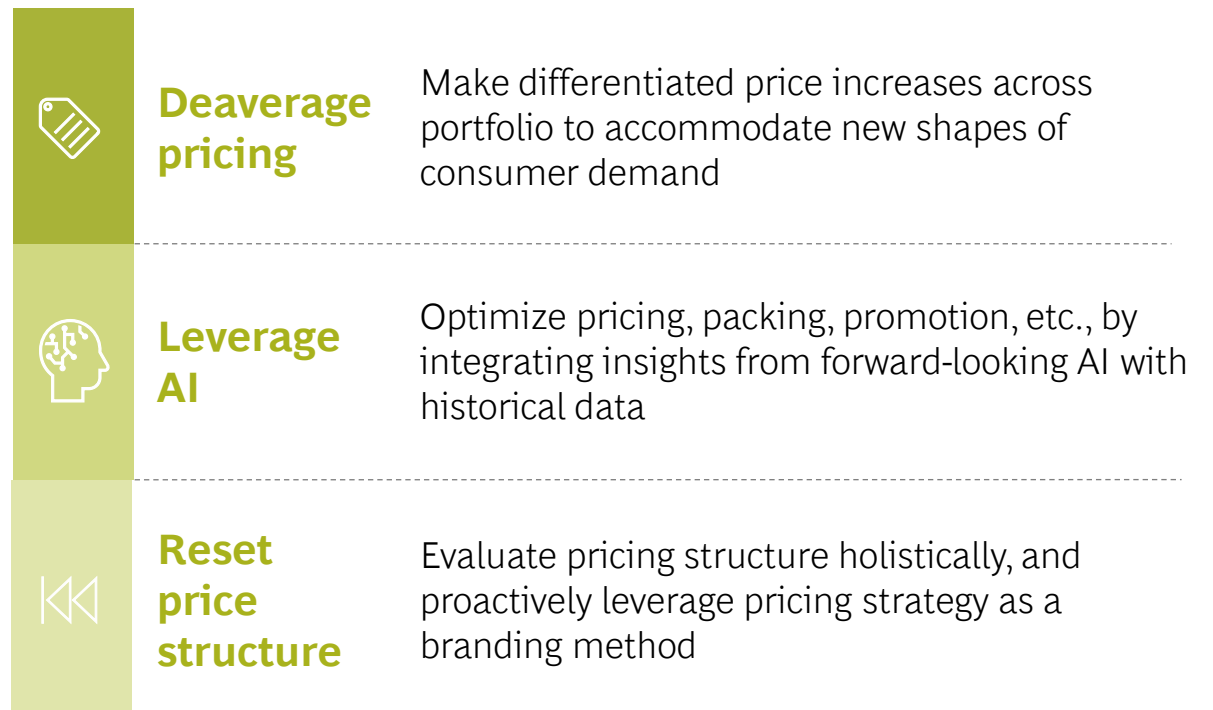 Deaverage
pricing
Make differentiated price increases across
portfolio to accommodate new shapes of
consumer demand
Leverage
AI
Optimize pricing, packing, promotion, etc., by
integrating insights from forward-looking AI with
historical data
Reset
price
structure
Evaluate pricing structure holistically, and
proactively leverage pricing strategy as a
branding method